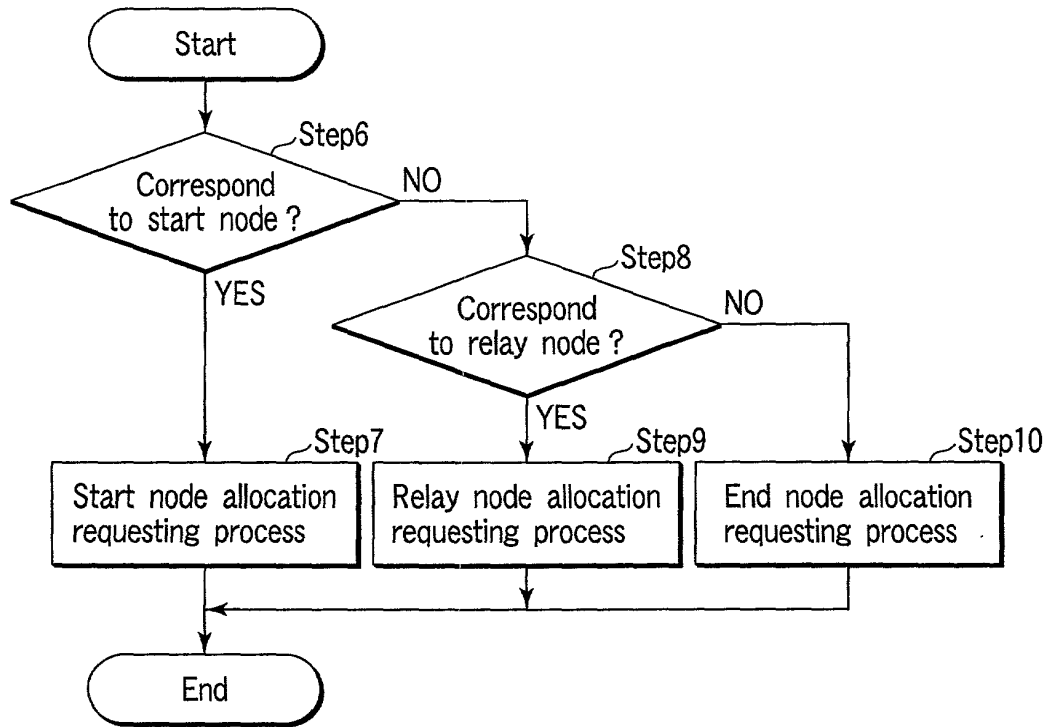 Start
Step6
Correspond
to start node ?
NO
YES
Step8
Correspond
to relay node ?
NO
YES
Step7
Start node allocation
requesting process
Step9
Relay node allocation
requesting process
Step10
End node allocation
requesting process
End